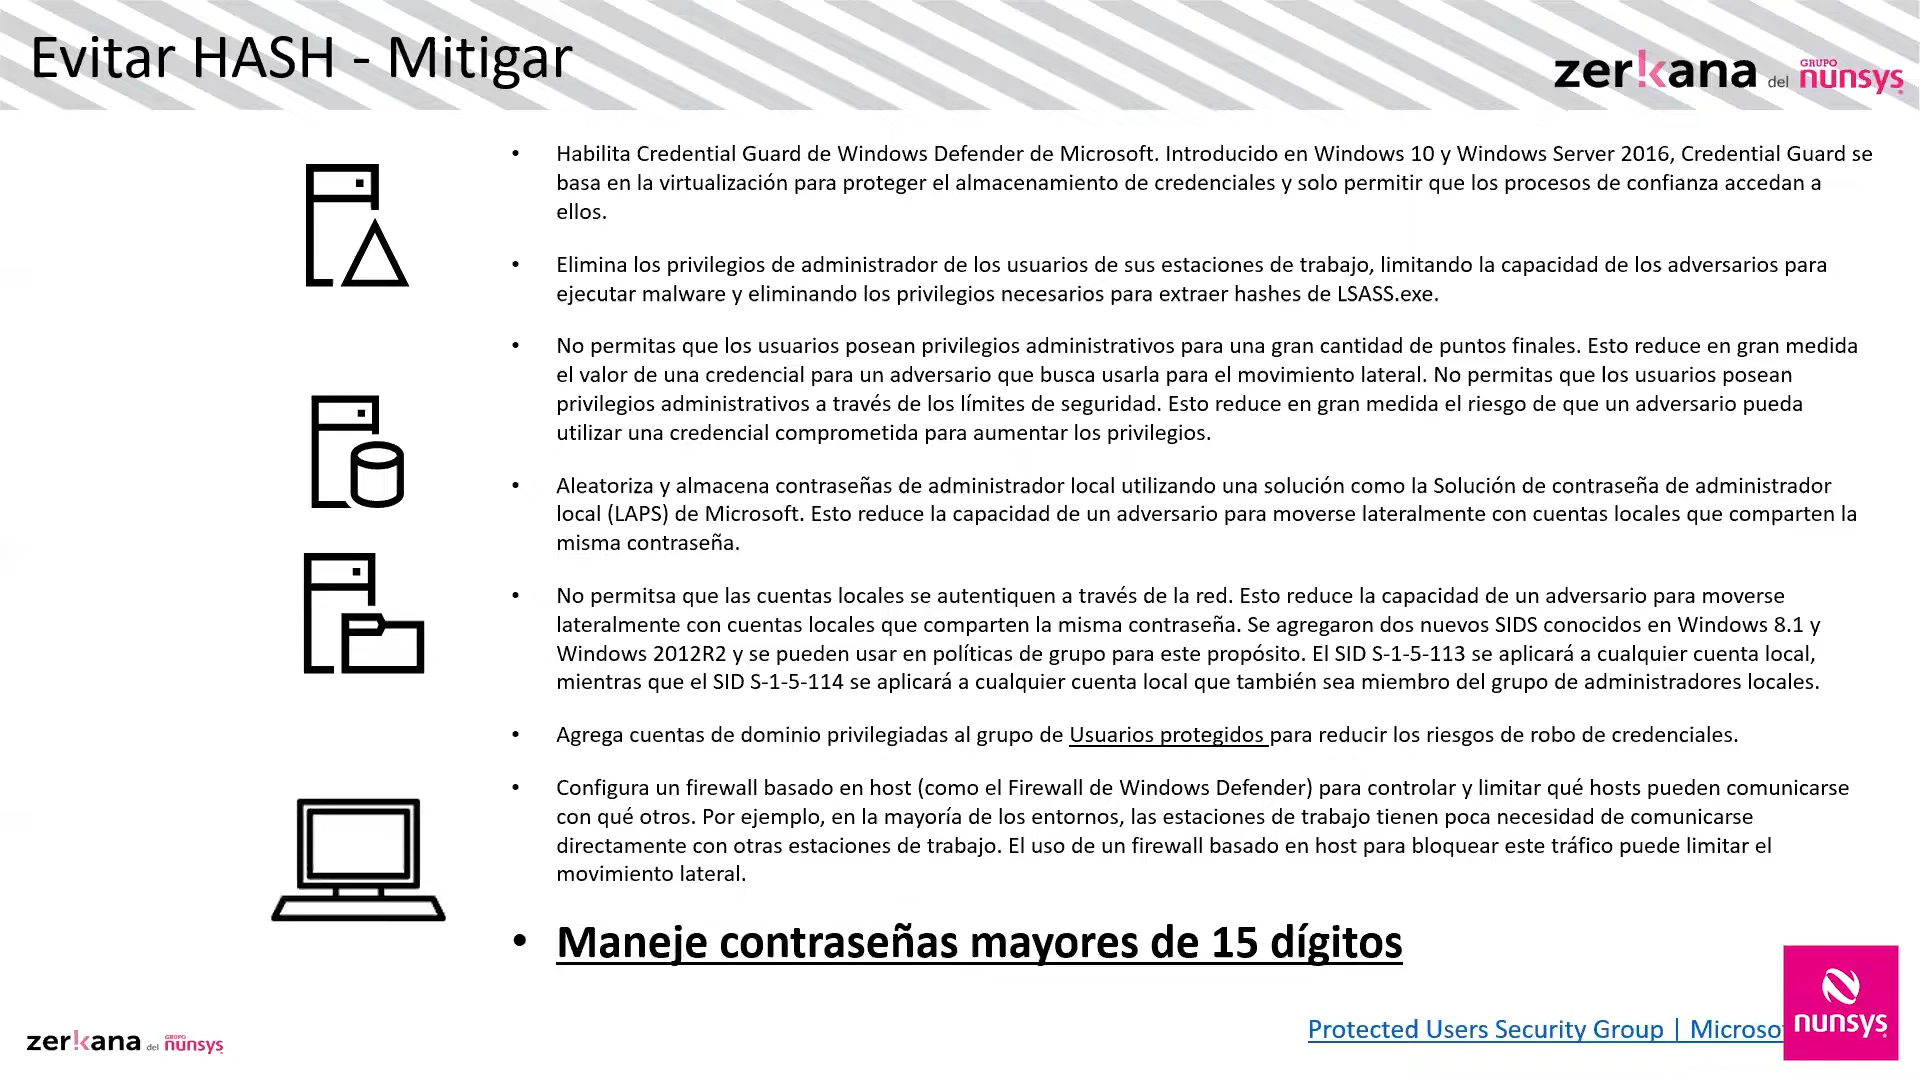 Evitar HASH - Mitigar
zer!kana del GRUPO nunsys
• Habilita Credential Guard de Windows Defender de Microsoft. Introducido en Windows 10 y Windows Server 2016, Credential Guard se
basa en la virtualización para proteger el almacenamiento de credenciales y solo permitir que los procesos de confianza accedan a
ellos.
• Elimina los privilegios de administrador de los usuarios de sus estaciones de trabajo, limitando la capacidad de los adversarios para
ejecutar malware y eliminando los privilegios necesarios para extraer hashes de LSASS.exe.
• No permitas que los usuarios posean privilegios administrativos para una gran cantidad de puntos finales. Esto reduce en gran medida
el valor de una credencial para un adversario que busca usarla para el movimiento lateral. No permitas que los usuarios posean
privilegios administrativos a través de los límites de seguridad. Esto reduce en gran medida el riesgo de que un adversario pueda
utilizar una credencial comprometida para aumentar los privilegios.
• Aleatoriza y almacena contraseñas de administrador local utilizando una solución como la Solución de contraseña de administrador
local (LAPS) de Microsoft. Esto reduce la capacidad de un adversario para moverse lateralmente con cuentas locales que comparten la
misma contraseña.
• No permitsa que las cuentas locales se autentiquen a través de la red. Esto reduce la capacidad de un adversario para moverse
lateralmente con cuentas locales que comparten la misma contraseña. Se agregaron dos nuevos SIDS conocidos en Windows 8.1 y
Windows 2012R2 y se pueden usar en políticas de grupo para este propósito. El SID S-1-5-113 se aplicará a cualquier cuenta local,
mientras que el SID S-1-5-114 se aplicará a cualquier cuenta local que también sea miembro del grupo de administradores locales.
• Agrega cuentas de dominio privilegiadas al grupo de Usuarios protegidos para reducir los riesgos de robo de credenciales.
• Configura un firewall basado en host (como el Firewall de Windows Defender) para controlar y limitar qué hosts pueden comunicarse
con qué otros. Por ejemplo, en la mayoría de los entornos, las estaciones de trabajo tienen poca necesidad de comunicarse
directamente con otras estaciones de trabajo. El uso de un firewall basado en host para bloquear este tráfico puede limitar el
movimiento lateral.
• Maneje contraseñas mayores de 15 dígitos
Protected Users Security Group | Microso
nunsys
zer!kana del GRUPO nunsys